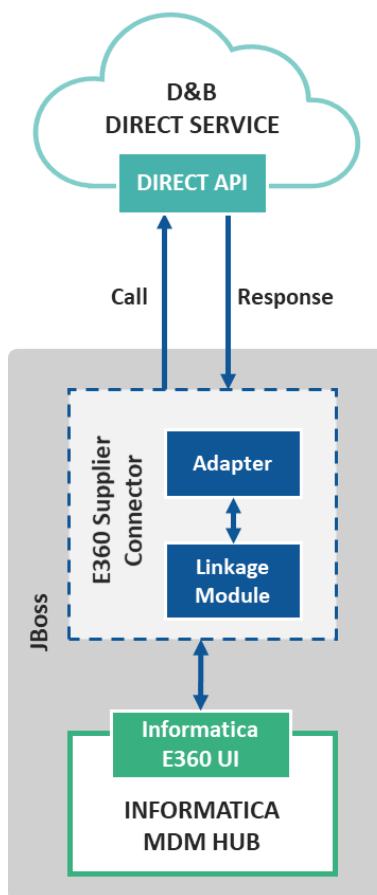 D&B
DIRECT SERVICE
DIRECT API
Call
Response
E360 Supplier
Connector
Adapter
Linkage
Module
JBoss
Informatica
E360 UI
INFORMATICA
MDM HUB